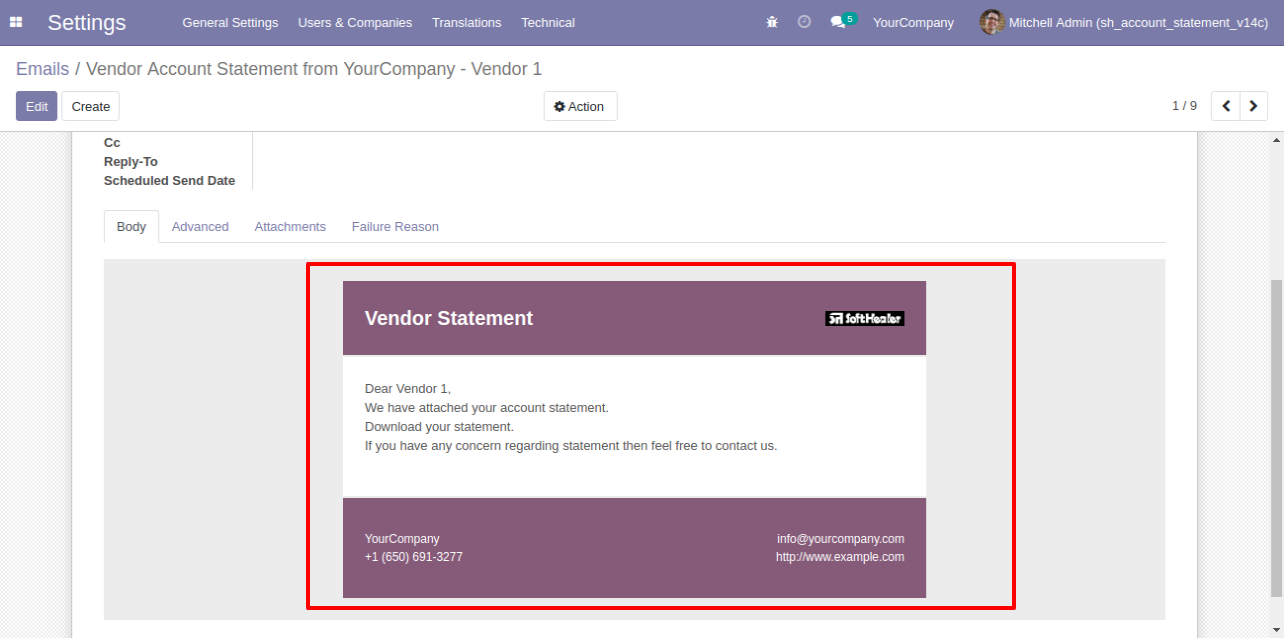 Settings General Settings Users & Companies Translations Technical 5 YourCompany Mitchell Admin (sh_account_statement_v14c)
Emails / Vendor Account Statement from YourCompany - Vendor 1
Edit Create Action 1 / 9
Cc
Reply-To
Scheduled Send Date
Body Advanced Attachments Failure Reason
Vendor Statement SoftHealer
Dear Vendor 1,
We have attached your account statement.
Download your statement.
If you have any concern regarding statement then feel free to contact us.
YourCompany info@yourcompany.com
+1 (650) 691-3277 http://www.example.com